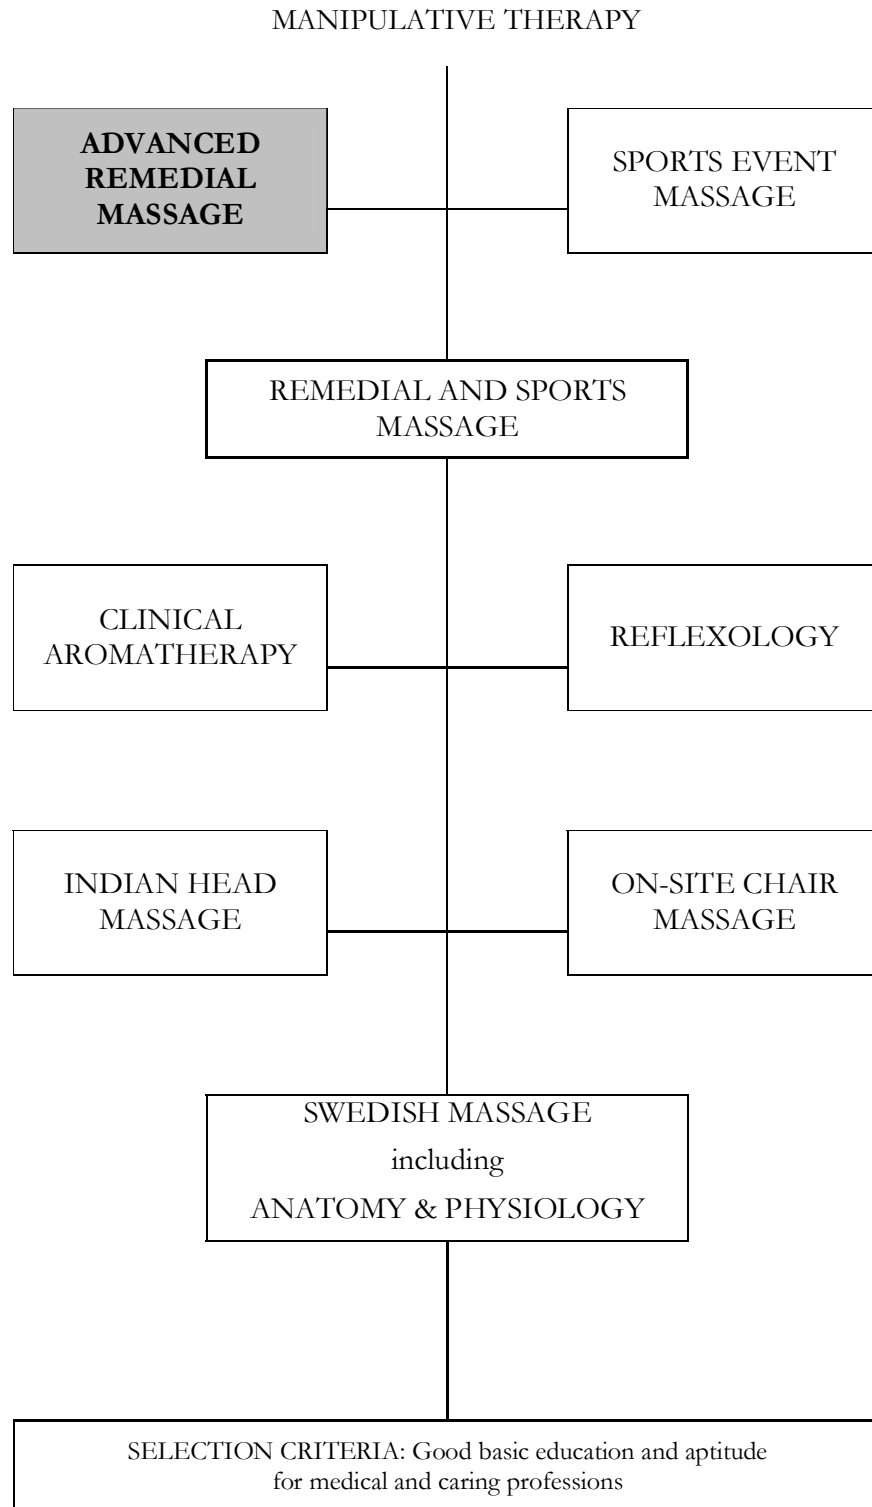 MANIPULATIVE THERAPY
ADVANCED
REMEDIAL
MASSAGE
SPORTS EVENT
MASSAGE
REMEDIAL AND SPORTS
MASSAGE
CLINICAL
AROMATHERAPY
REFLEXOLOGY
INDIAN HEAD
MASSAGE
ON-SITE CHAIR
MASSAGE
SWEDISH MASSAGE
including
ANATOMY & PHYSIOLOGY
SELECTION CRITERIA: Good basic education and aptitude
for medical and caring professions